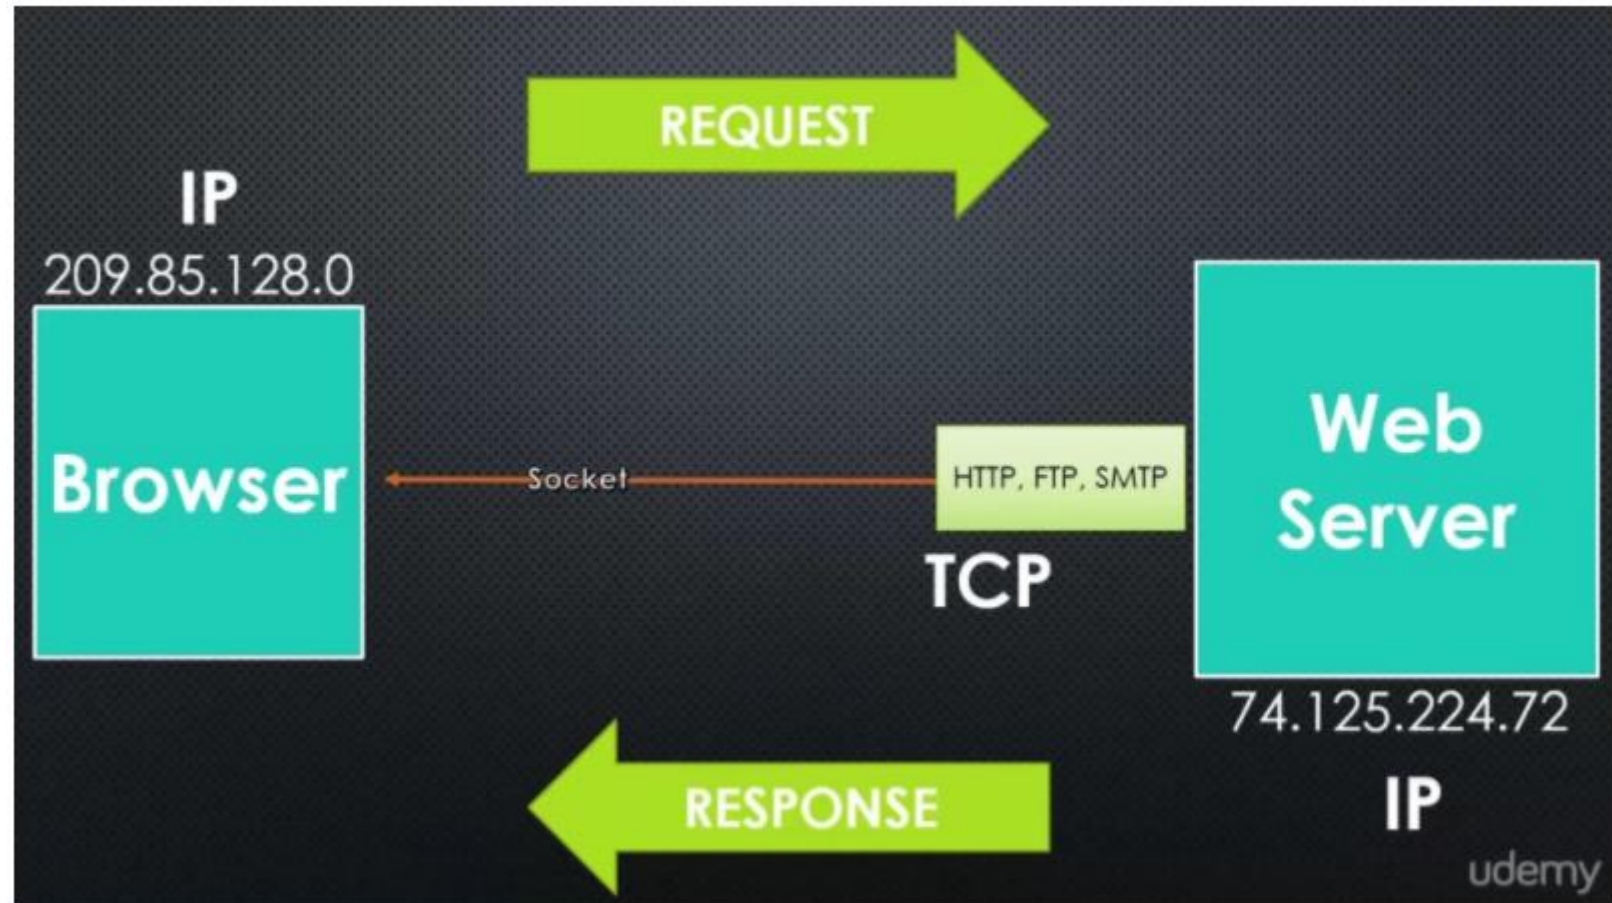 REQUEST
IP
209.85.128.0
Browser
Socket
HTTP, FTP, SMTP
TCP
Web
Server
74.125.224.72
IP
RESPONSE
udemy